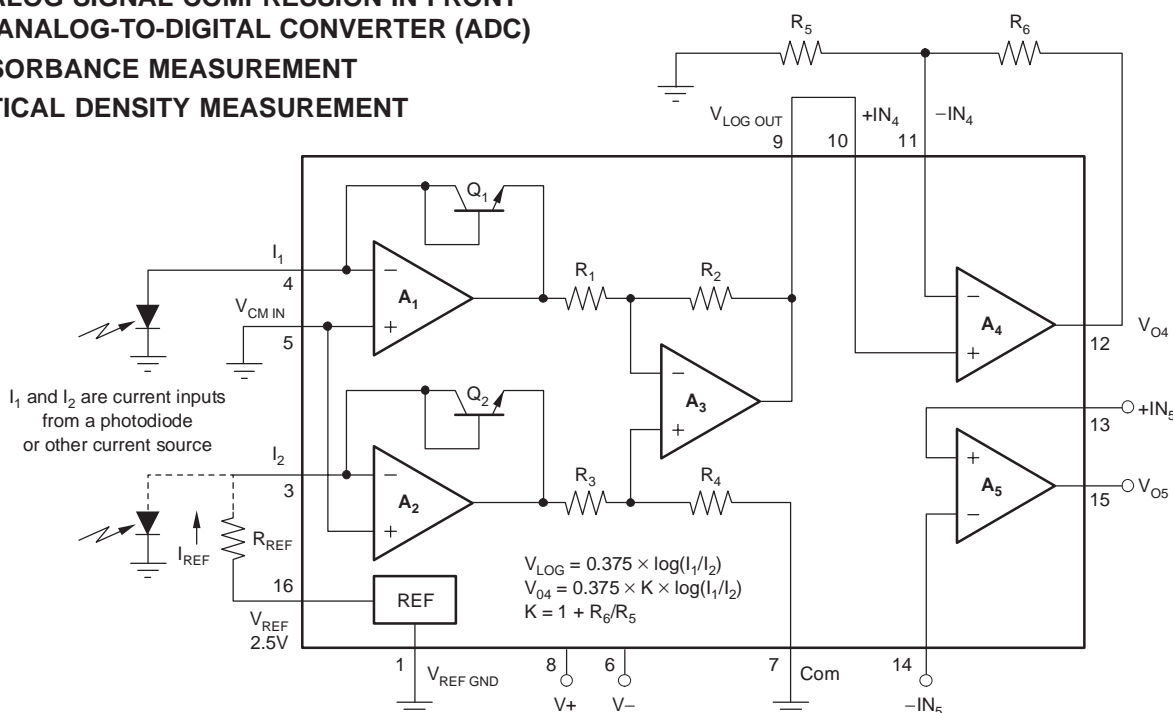 ANALOG-TO-DIGITAL CONVERTER (ADC)
MEASUREMENT
DENSITY MEASUREMENT
R5
R6
VLOG OUT
+IN4
−IN4
9
10
11
Q1
I1
4
−
A1
+
R1
R2
VCM IN
5
−
A4
+
VO4
12
I1 and I2 are current inputs
from a photodiode
or other current source
Q2
−
A3
+
+IN5
13
I2
3
−
A2
+
R3
R4
+
A5
−
VO5
15
IREF
RREF
VLOG = 0.375 × log(I1/I2)
V04 = 0.375 × K × log(I1/I2)
K = 1 + R6/R5
16
REF
VREF
2.5V
1
VREF GND
8
6
7
Com
14
V+
V−
−IN5